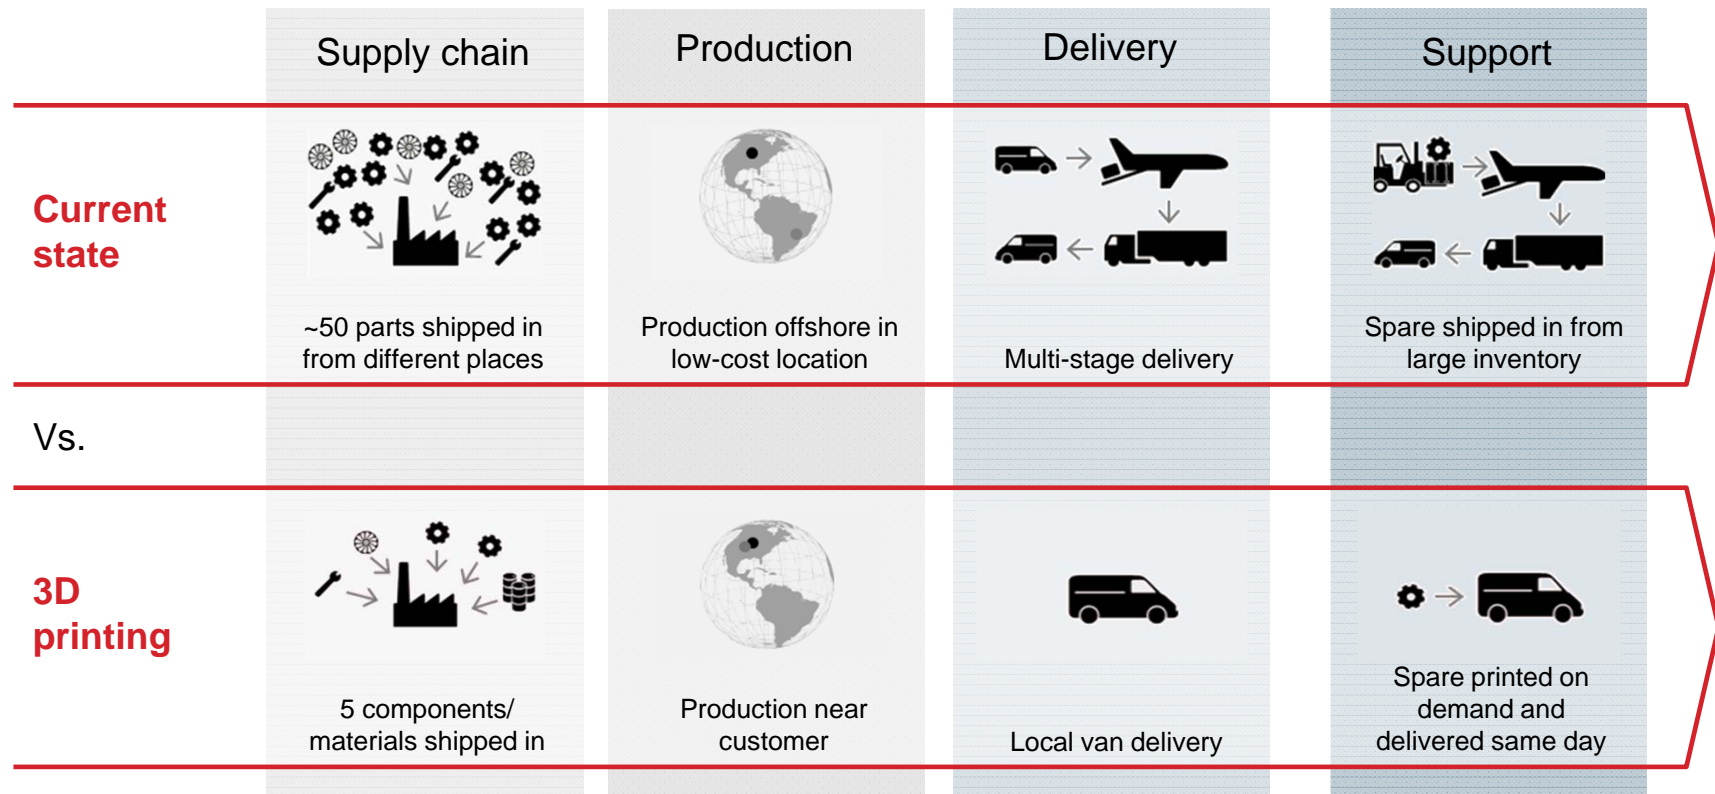 Supply chain
Production
Delivery
Support
Current
state
~50 parts shipped in
from different places
Production offshore in
low-cost location
Multi-stage delivery
Spare shipped in from
large inventory
Vs.
3D
printing
5 components/
materials shipped in
Production near
customer
Local van delivery
Spare printed on
demand and
delivered same day